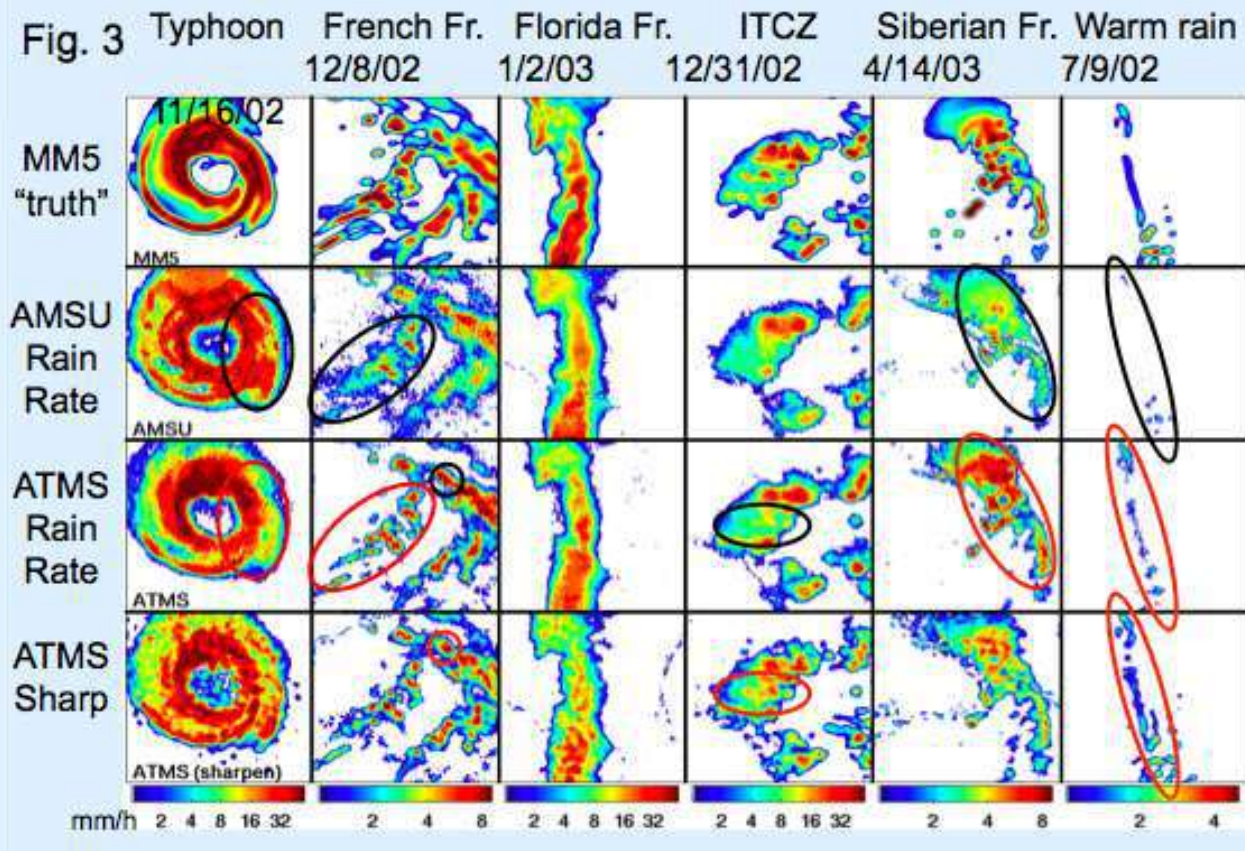 Fig. 3
Typhoon French Fr. Florida Fr. ITCZ Siberian Fr. Warm rain
12/8/02 1/2/03 12/31/02 4/14/03 7/9/02
11/16/02
MM5
“truth”
MM5
AMSU
Rain
Rate
AMSU
ATMS
Rain
Rate
ATMS
ATMS
Sharp
ATMS (sharpen)
mm/h 2 4 8 16 32 2 4 8 2 4 8 16 32 2 4 8 16 32 2 4 8 2 4